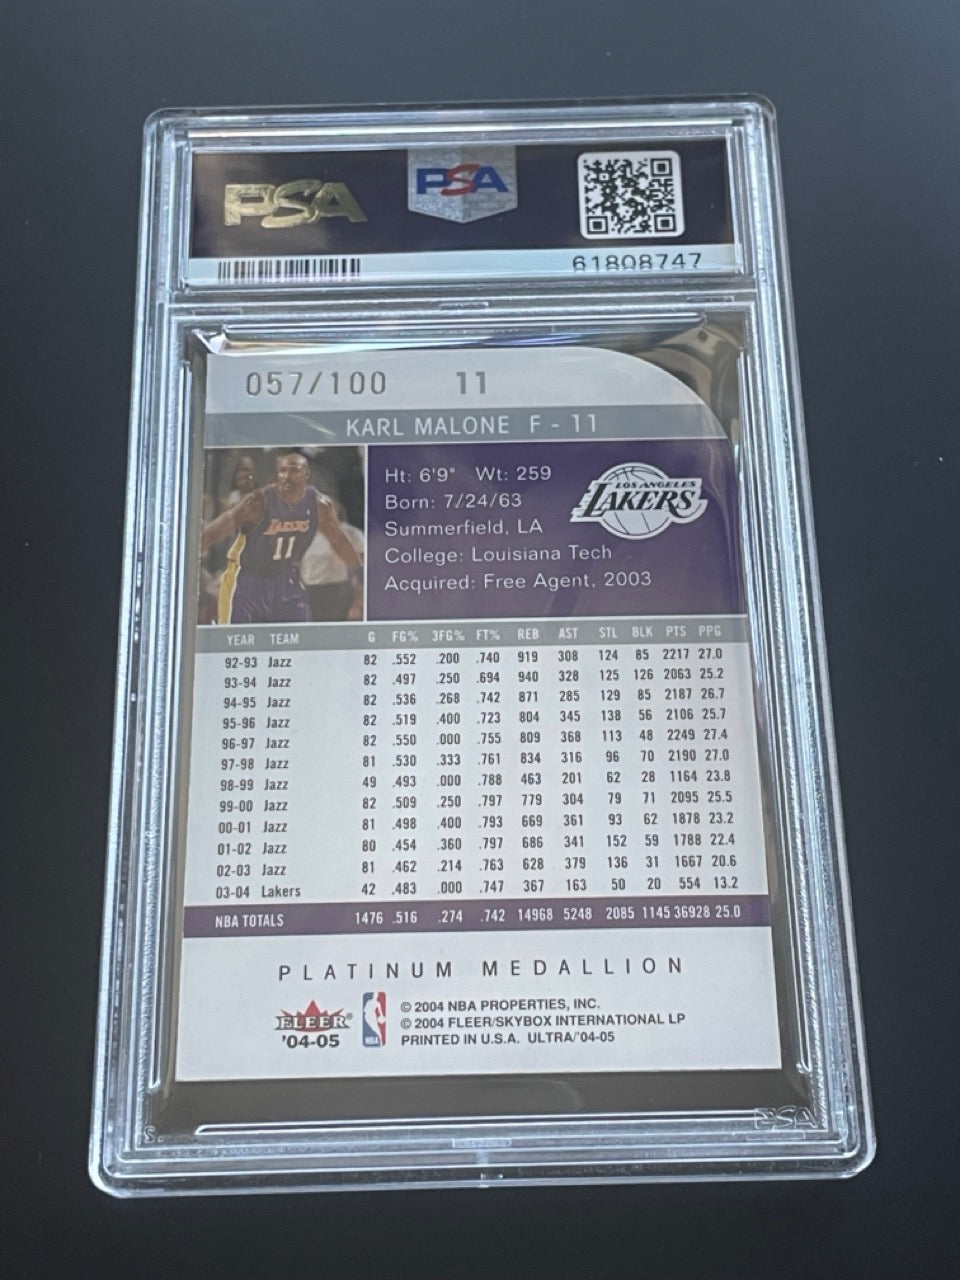 PSA
PSA
61808747
057/100 11
KARL MALONE F - 11
LAKERS
11
Ht: 6'9" Wt: 259
Born: 7/24/63
Summerfield, LA
College: Louisiana Tech
Acquired: Free Agent, 2003
LOS ANGELES
LAKERS
YEAR TEAM G FG% 3FG% FT% REB AST STL BLK PTS PPG
92-93 Jazz 82 .552 .200 .740 919 308 124 85 2217 27.0
93-94 Jazz 82 .497 .250 .694 940 328 125 126 2063 25.2
94-95 Jazz 82 .536 .268 .742 871 285 129 85 2187 26.7
95-96 Jazz 82 .519 .400 .723 804 345 138 56 2106 25.7
96-97 Jazz 82 .550 .000 .755 809 368 113 48 2249 27.4
97-98 Jazz 81 .530 .333 .761 834 316 96 70 2190 27.0
98-99 Jazz 49 .493 .000 .788 463 201 62 28 1164 23.8
99-00 Jazz 82 .509 .250 .797 779 304 79 71 2095 25.5
00-01 Jazz 81 .498 .400 .793 669 361 93 62 1878 23.2
01-02 Jazz 80 .454 .360 .797 686 341 152 59 1788 22.4
02-03 Jazz 81 .462 .214 .763 628 379 136 31 1667 20.6
03-04 Lakers 42 .483 .000 .747 367 163 50 20 554 13.2
NBA TOTALS 1476 .516 .274 .742 14968 5248 2085 1145 36928 25.0
PLATINUM MEDALLION
FLEER
'04-05
NBA
© 2004 NBA PROPERTIES, INC.
© 2004 FLEER/SKYBOX INTERNATIONAL LP
PRINTED IN U.S.A. ULTRA/'04-05
PSA